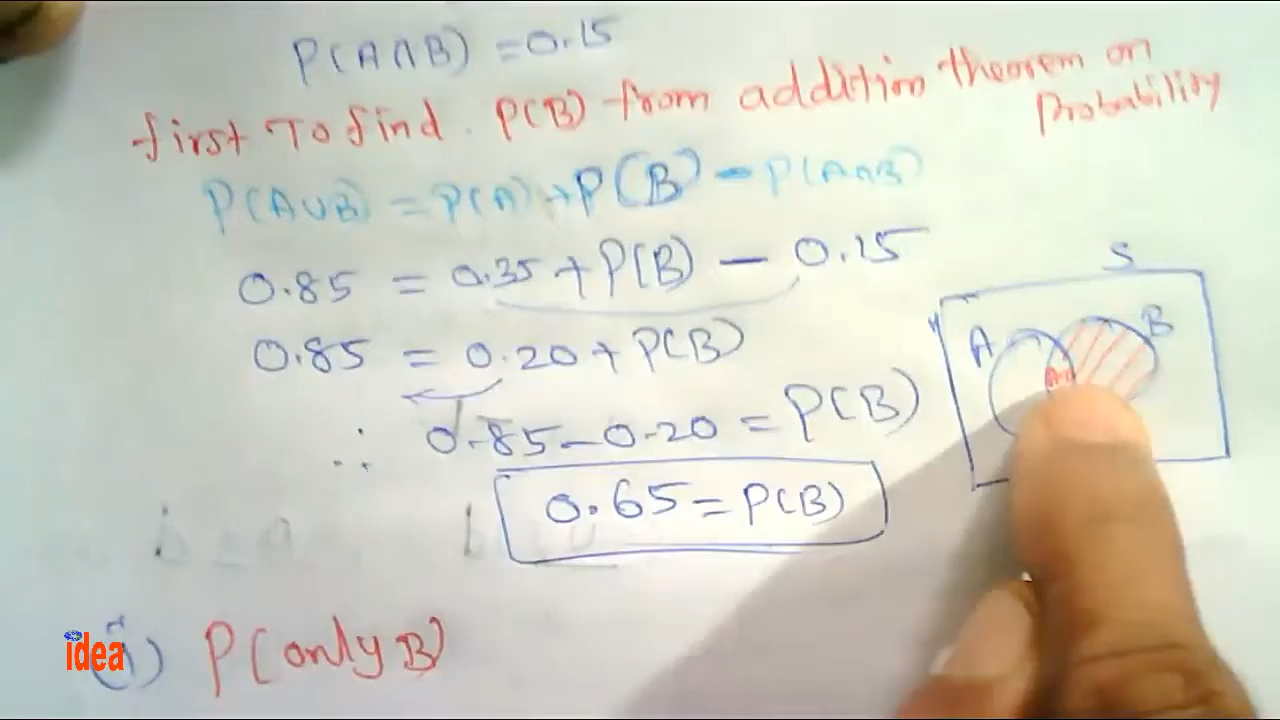 P(A∩B) = 0.15
first To find. P(B) from addition theorem on
Probability
P(A∪B) = P(A) + P(B) - P(A∩B)
0.85 = 0.35 + P(B) - 0.15
0.85 = 0.20 + P(B)
∴ 0.85 - 0.20 = P(B)
0.65 = P(B)
S
A
B
P(only B)
idea